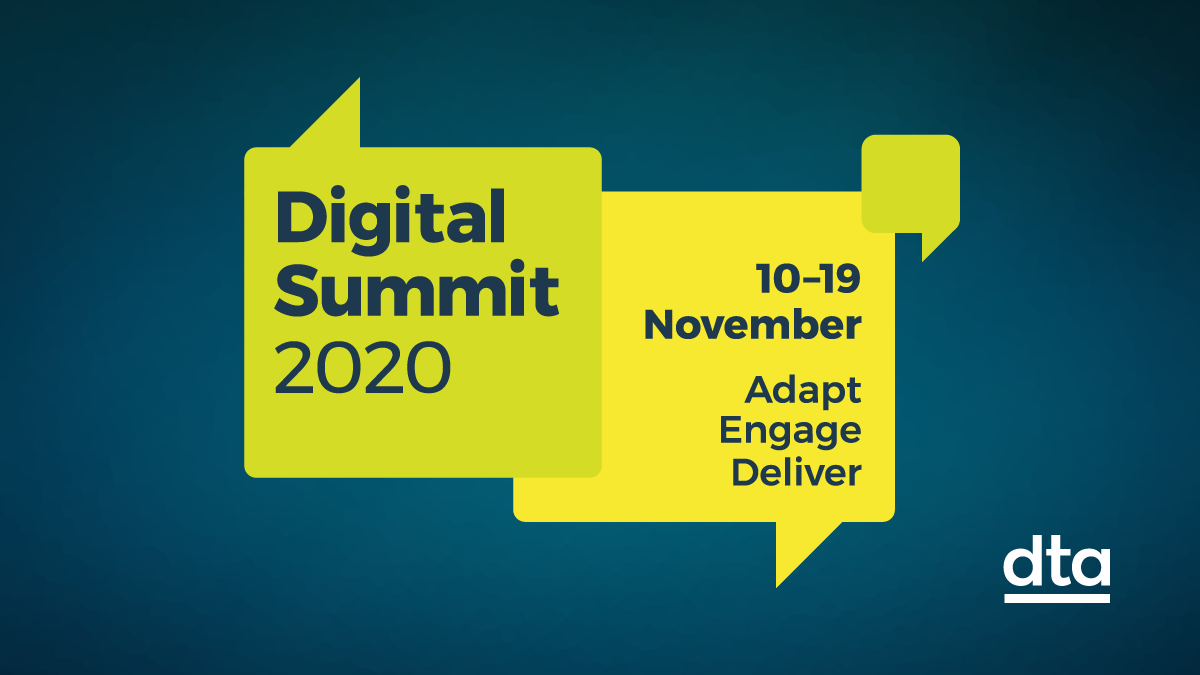 Digital
Summit
2020
10–19
November
Adapt
Engage
Deliver
dta